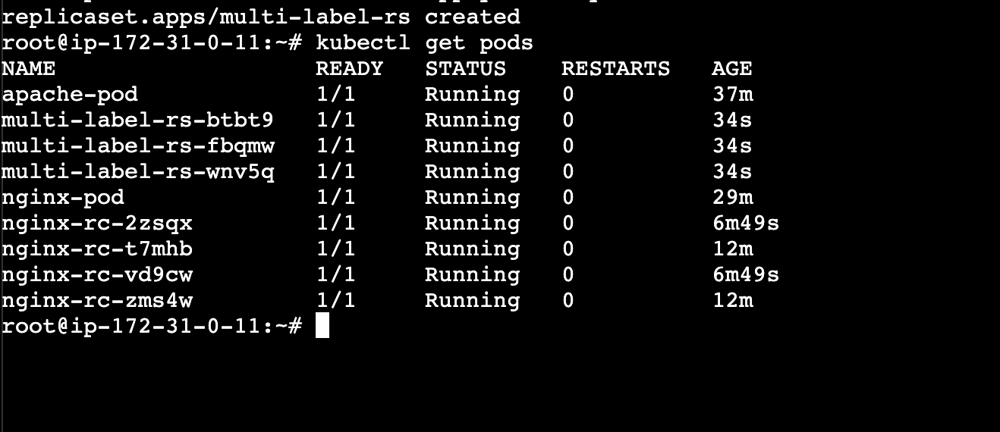 replicaset.apps/multi-label-rs created
root@ip-172-31-0-11:~# kubectl get pods
NAME                   READY   STATUS    RESTARTS   AGE
apache-pod             1/1     Running   0          37m
multi-label-rs-btbt9   1/1     Running   0          34s
multi-label-rs-fbqmw   1/1     Running   0          34s
multi-label-rs-wnv5q   1/1     Running   0          34s
nginx-pod              1/1     Running   0          29m
nginx-rc-2zsqx         1/1     Running   0          6m49s
nginx-rc-t7mhb         1/1     Running   0          12m
nginx-rc-vd9cw         1/1     Running   0          6m49s
nginx-rc-zms4w         1/1     Running   0          12m
root@ip-172-31-0-11:~#